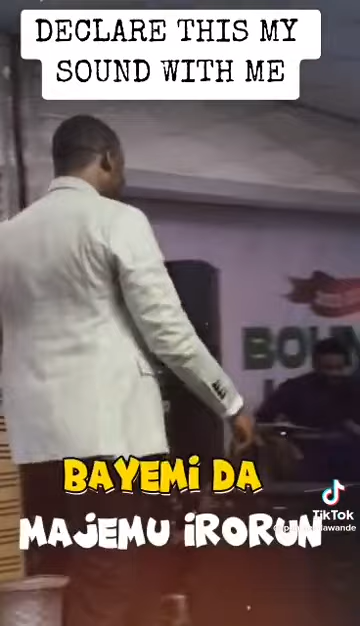 DECLARE THIS MY
SOUND WITH ME
BAYEMI DA
MAJEMU IRORUN
TikTok